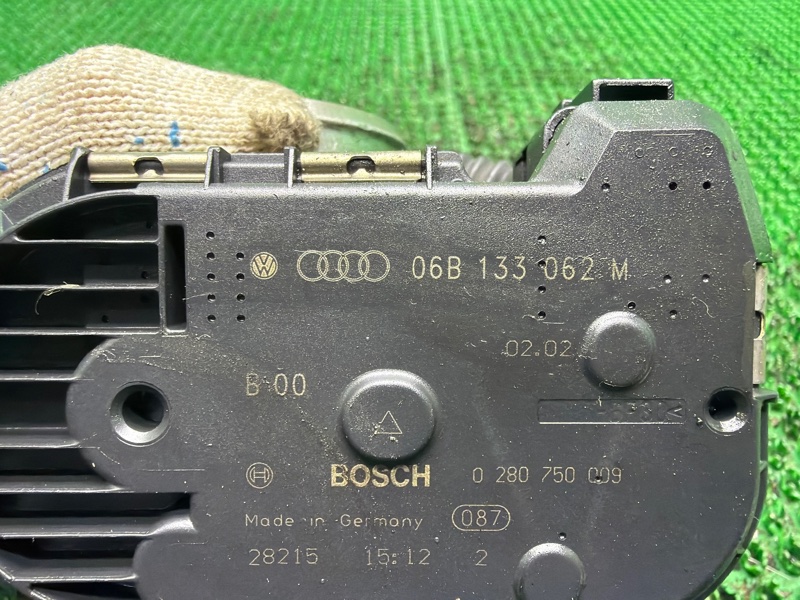 06B 133 062 M
02.02
B 00
BOSCH 0 280 750 009
Made in Germany 087
28215 15:12 2